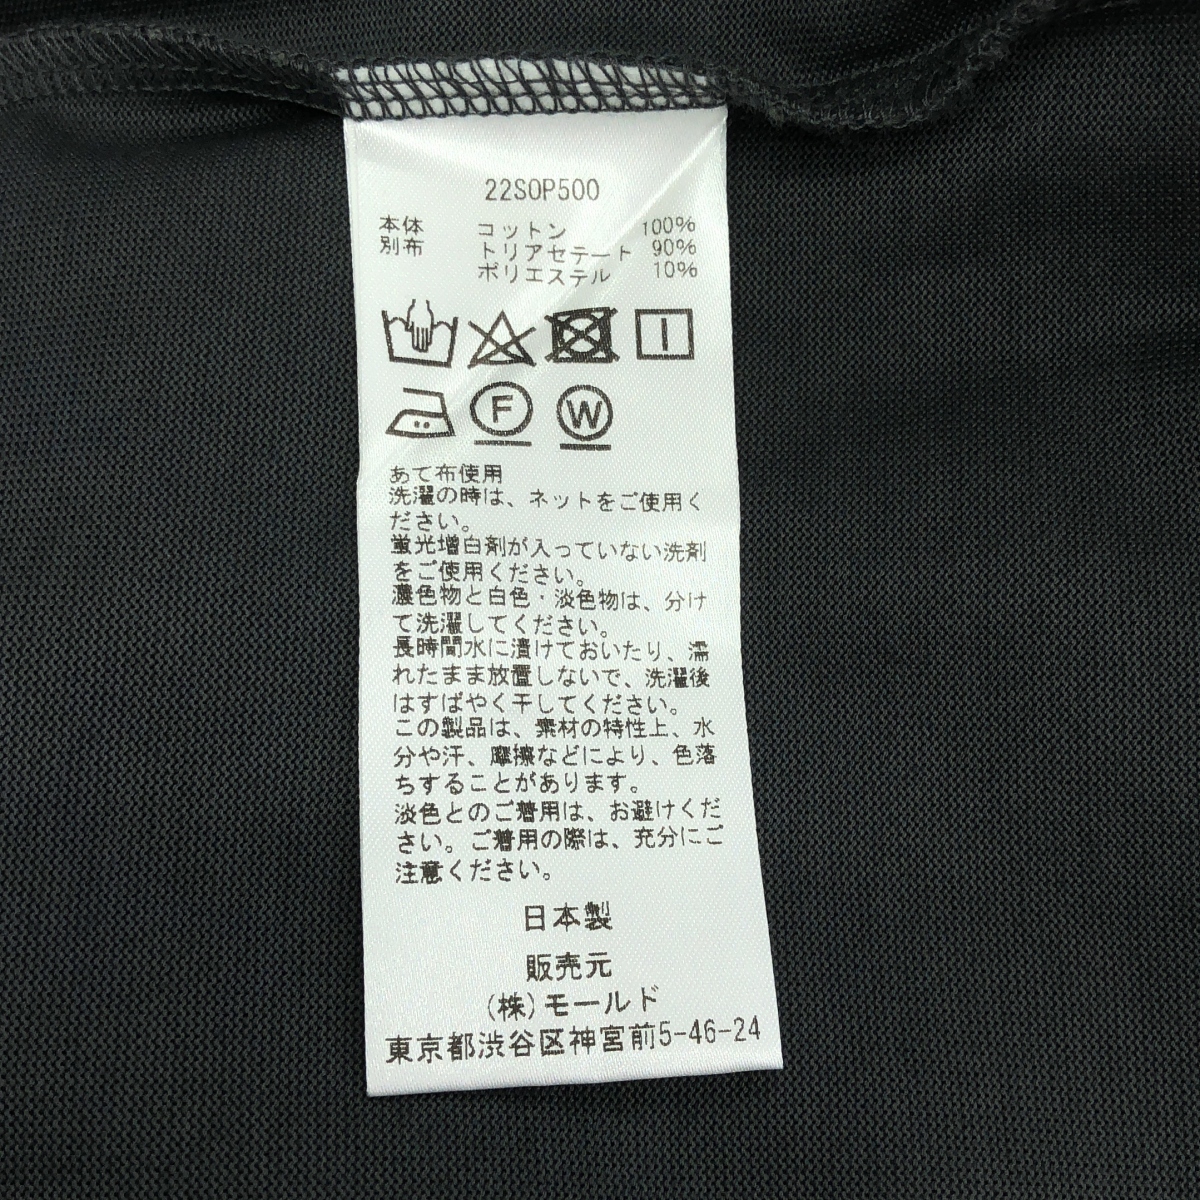 22SOP500
本体 コットン 100%
別布 トリアセテート 90%
ポリエステル 10%
F W
あて布使用
洗濯の時は、ネットをご使用く
ださい。
蛍光増白剤が入っていない洗剤
をご使用ください。
濃色物と白色・淡色物は、分け
て洗濯してください。
長時間水に漬けておいたり、濡
れたまま放置しないで、洗濯後
はすばやく干してください。
この製品は、素材の特性上、水
分や汗、摩擦などにより、色落
ちすることがあります。
淡色とのご着用は、お避けくだ
さい。ご着用の際は、充分にご
注意ください。
日本製
販売元
(株)モールド
東京都渋谷区神宮前5-46-24